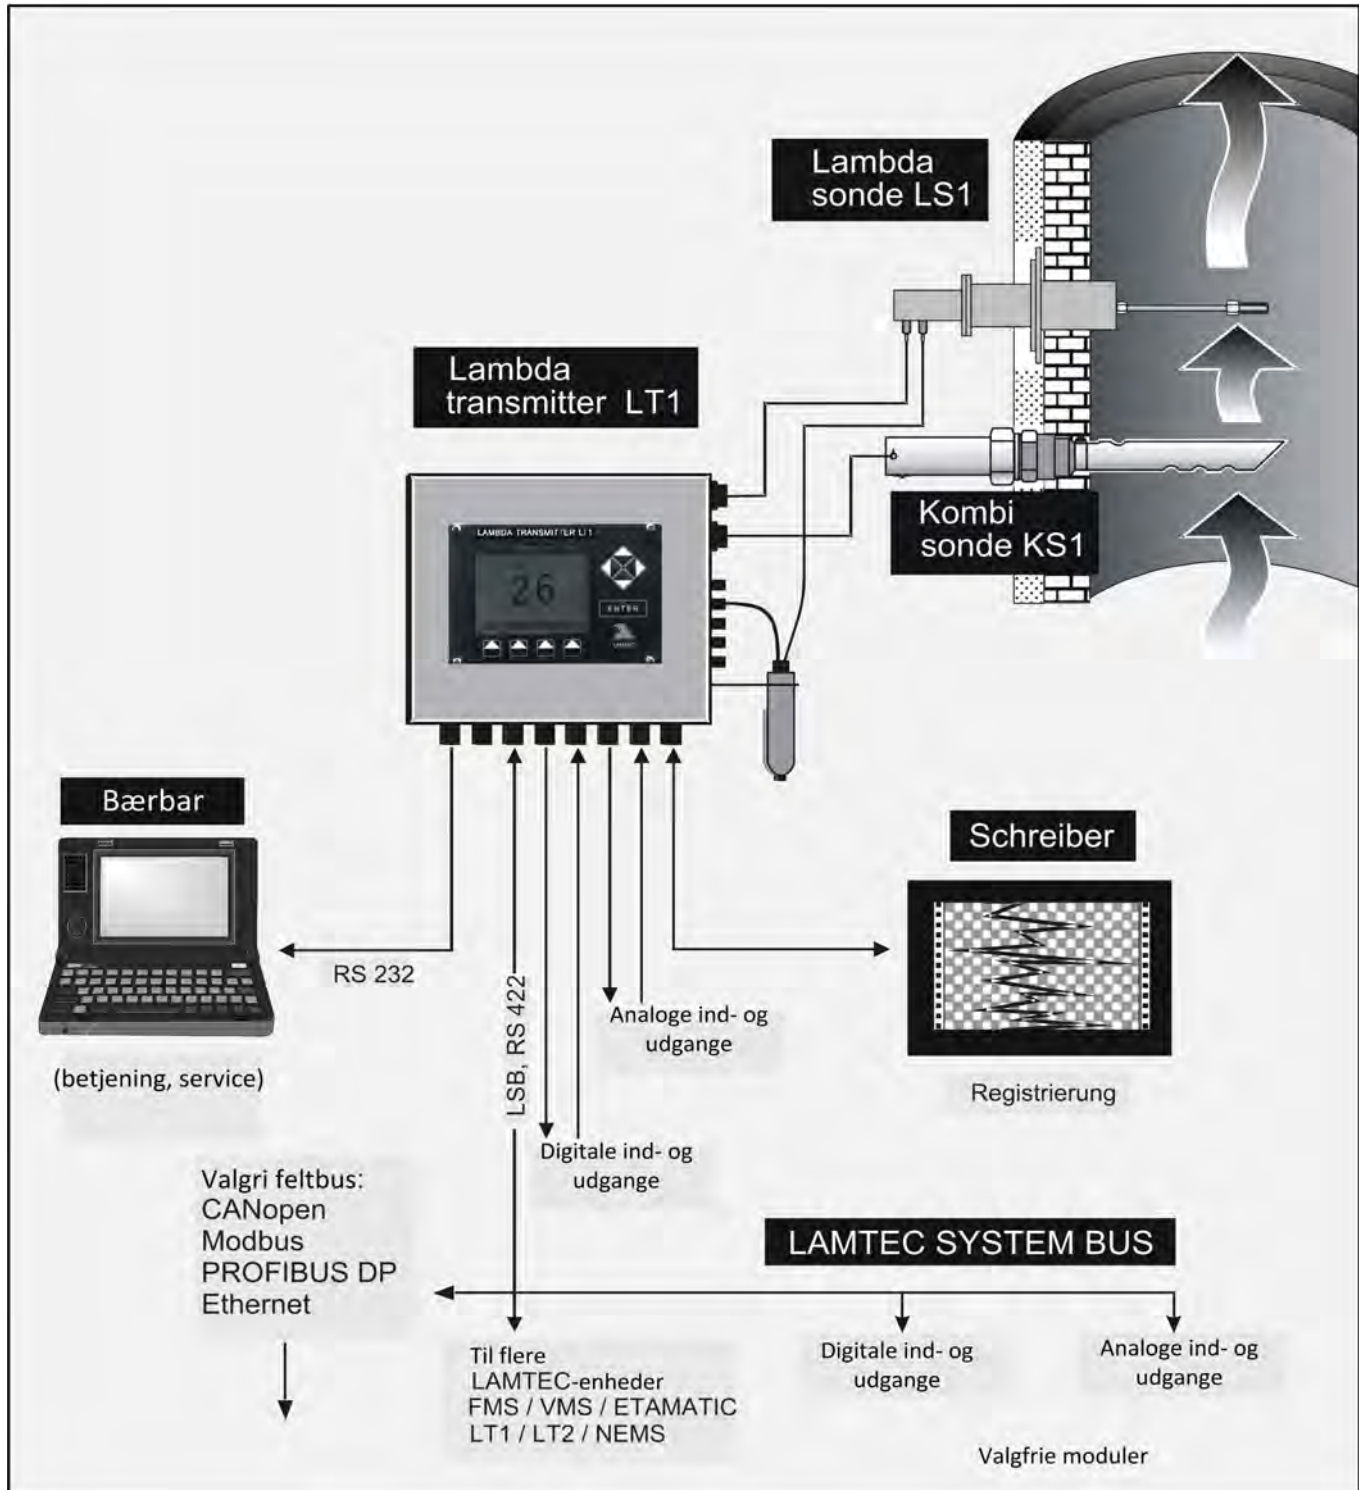 Lambda
sonde LS1
Lambda
transmitter LT1
Kombi
sonde KS1
LAMBDA TRANSMITTER LT1
26
ENTER
LAMTEC
Bærbar
Schreiber
RS 232
LSB, RS 422
Analoge ind- og
udgange
(betjening, service)
Registrierung
Digitale ind- og
udgange
Valgri feltbus:
CANopen
Modbus
PROFIBUS DP
Ethernet
LAMTEC SYSTEM BUS
Til flere
LAMTEC-enheder
FMS / VMS / ETAMATIC
LT1 / LT2 / NEMS
Digitale ind- og
udgange
Analoge ind- og
udgange
Valgfrie moduler